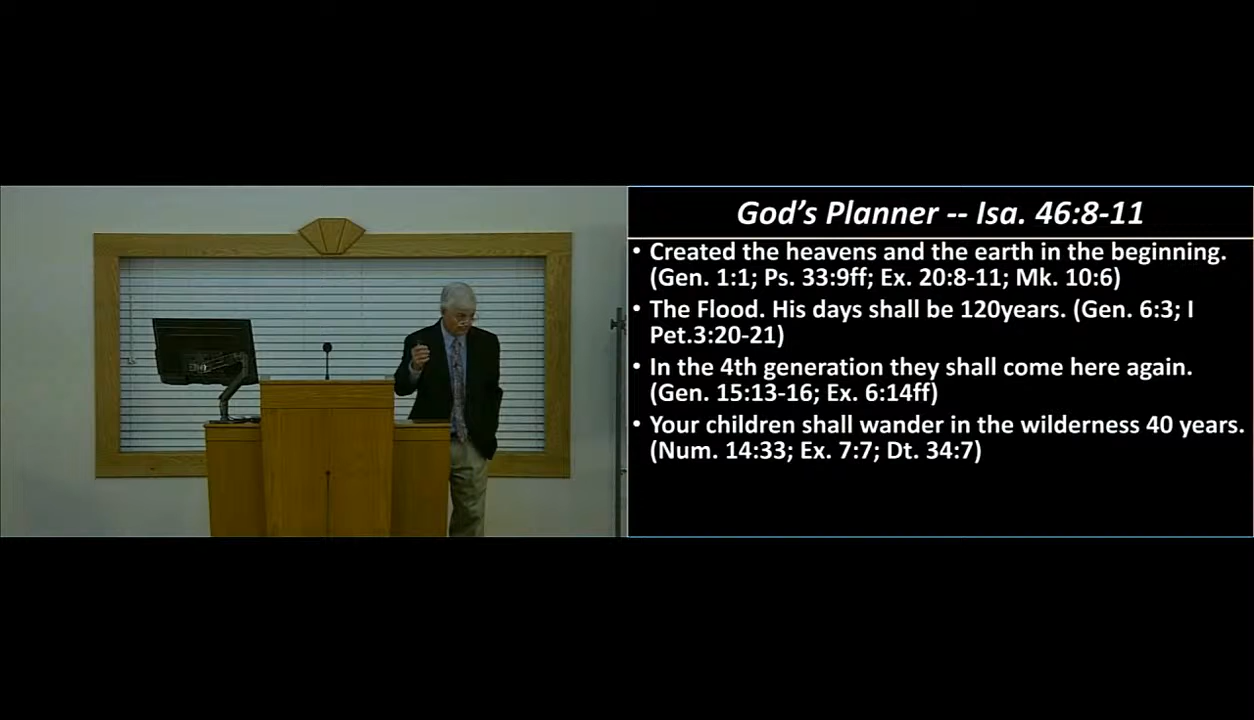 God's Planner -- Isa. 46:8-11
• Created the heavens and the earth in the beginning.
(Gen. 1:1; Ps. 33:9ff; Ex. 20:8-11; Mk. 10:6)
• The Flood. His days shall be 120years. (Gen. 6:3; I
Pet.3:20-21)
• In the 4th generation they shall come here again.
(Gen. 15:13-16; Ex. 6:14ff)
• Your children shall wander in the wilderness 40 years.
(Num. 14:33; Ex. 7:7; Dt. 34:7)